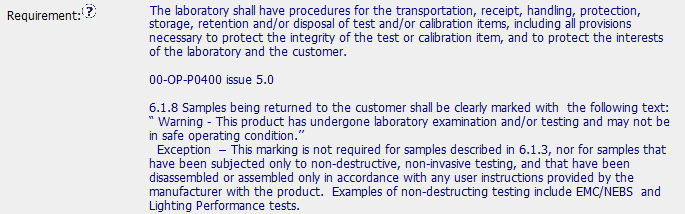 Requirement:? The laboratory shall have procedures for the transportation, receipt, handling, protection,
storage, retention and/or disposal of test and/or calibration items, including all provisions
necessary to protect the integrity of the test or calibration item, and to protect the interests
of the laboratory and the customer.
00-OP-P0400 issue 5.0
6.1.8 Samples being returned to the customer shall be clearly marked with  the following text:
“ Warning - This product has undergone laboratory examination and/or testing and may not be
in safe operating condition.”
Exception  – This marking is not required for samples described in 6.1.3, nor for samples that
have been subjected only to non-destructive, non-invasive testing, and that have been
disassembled or assembled only in accordance with any user instructions provided by the
manufacturer with the product.  Examples of non-destructing testing include EMC/NEBS  and
Lighting Performance tests.